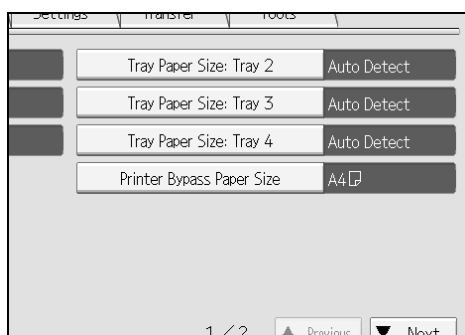 Settings Transfer Tools
Tray Paper Size: Tray 2 Auto Detect
Tray Paper Size: Tray 3 Auto Detect
Tray Paper Size: Tray 4 Auto Detect
Printer Bypass Paper Size A4
1/2 ▲ Previous ▼ Next